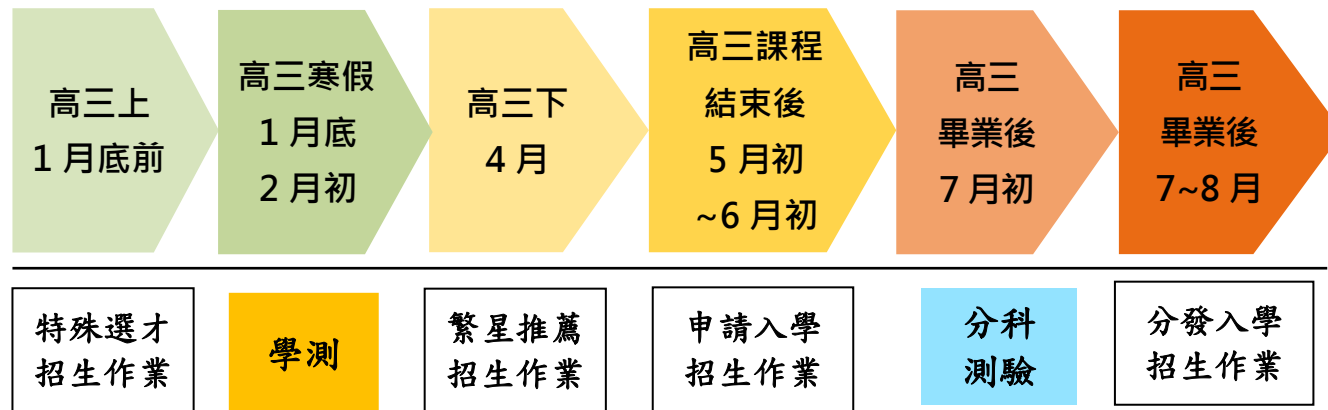 高三上
1月底前
高三寒假
1月底
2月初
高三下
4月
高三課程
結束後
5月初
~6月初
高三
畢業後
7月初
高三
畢業後
7~8月
特殊選才
招生作業
學測
繁星推薦
招生作業
申請入學
招生作業
分科
測驗
分發入學
招生作業